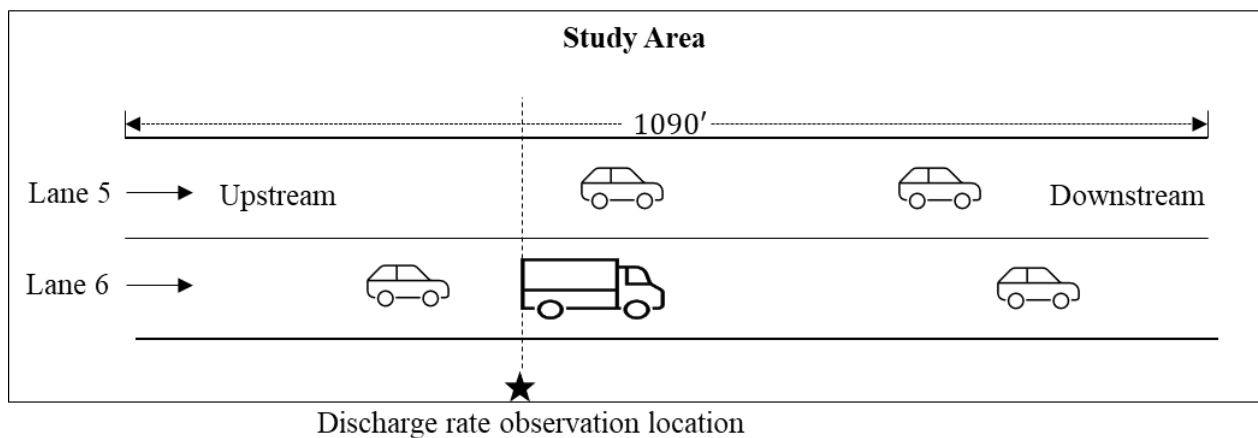 Study Area
1090′
Lane 5
Upstream
Downstream
Lane 6
Discharge rate observation location